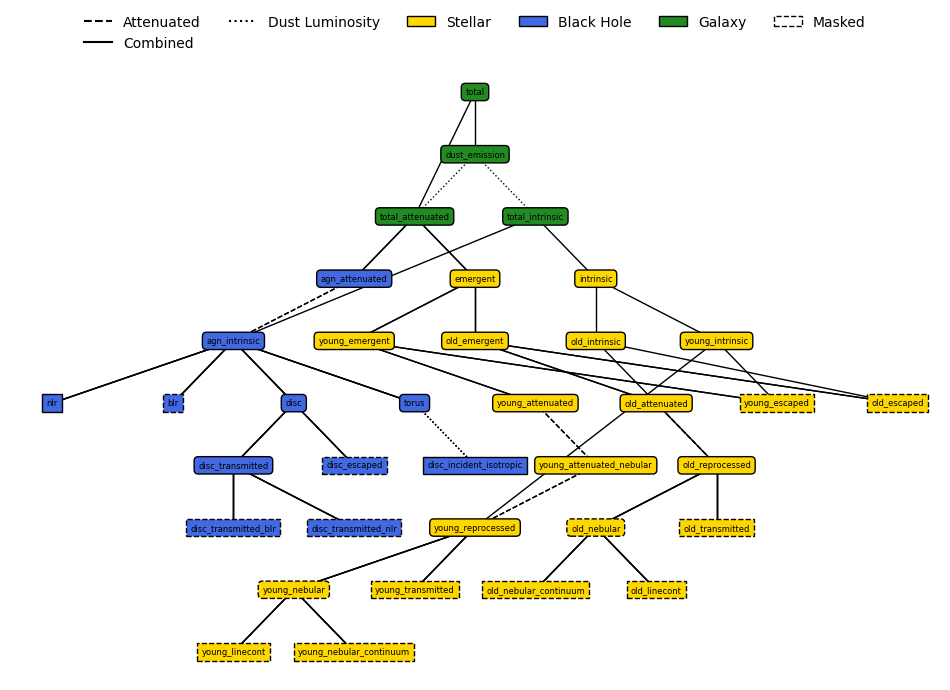 Attenuated Dust Luminosity Stellar Black Hole Galaxy Masked
Combined
total
dust_emission
total_attenuated total_intrinsic
agn_attenuated emergent intrinsic
agn_intrinsic young_emergent old_emergent old_intrinsic young_intrinsic
nlr blr disc torus young_attenuated old_attenuated young_escaped old_escaped
disc_transmitted disc_escaped disc_incident_isotropic young_attenuated_nebular old_reprocessed
disc_transmitted_blr disc_transmitted_nlr young_reprocessed old_nebular old_transmitted
young_nebular young_transmitted old_nebular_continuum old_linecont
young_linecont young_nebular_continuum